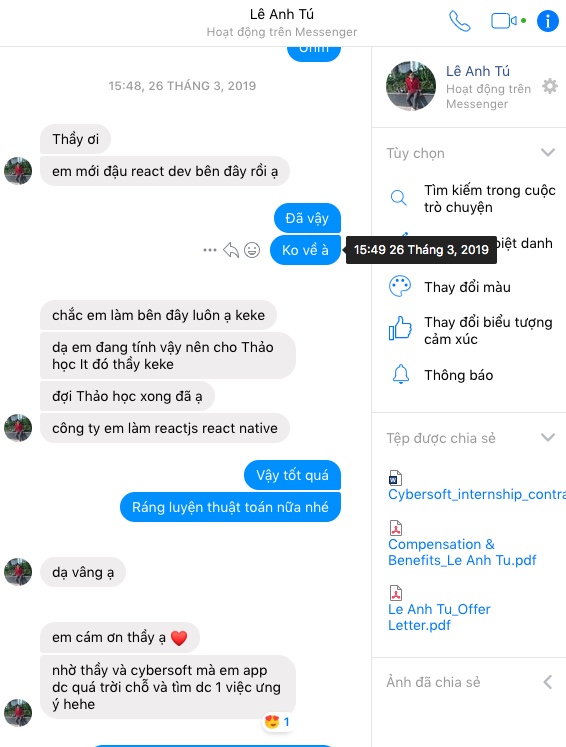 Lê Anh Tú
Hoạt động trên Messenger
Ừhm
15:48, 26 THÁNG 3, 2019
Thầy ơi
em mới đậu react dev bên đây rồi ạ
Đã vậy
Ko về à
15:49 26 Tháng 3, 2019
chắc em làm bên đây luôn ạ keke
dạ em đang tính vậy nên cho Thảo
học lt đó thầy keke
đợi Thảo học xong đã ạ
công ty em làm reactjs react native
Vậy tốt quá
Ráng luyện thuật toán nữa nhé
dạ vâng ạ
em cám ơn thầy ạ ❤️
nhờ thầy và cybersoft mà em app
dc quá trời chỗ và tìm dc 1 việc ưng
ý hehe
😍 1
Lê Anh Tú
Hoạt động trên
Messenger
Tùy chọn
Tìm kiếm trong cuộc
trò chuyện
biệt danh
Thay đổi màu
Thay đổi biểu tượng
cảm xúc
Thông báo
Tệp được chia sẻ
Cybersoft_internship_contra
Compensation &
Benefits_Le Anh Tu.pdf
Le Anh Tu_Offer
Letter.pdf
Ảnh đã chia sẻ